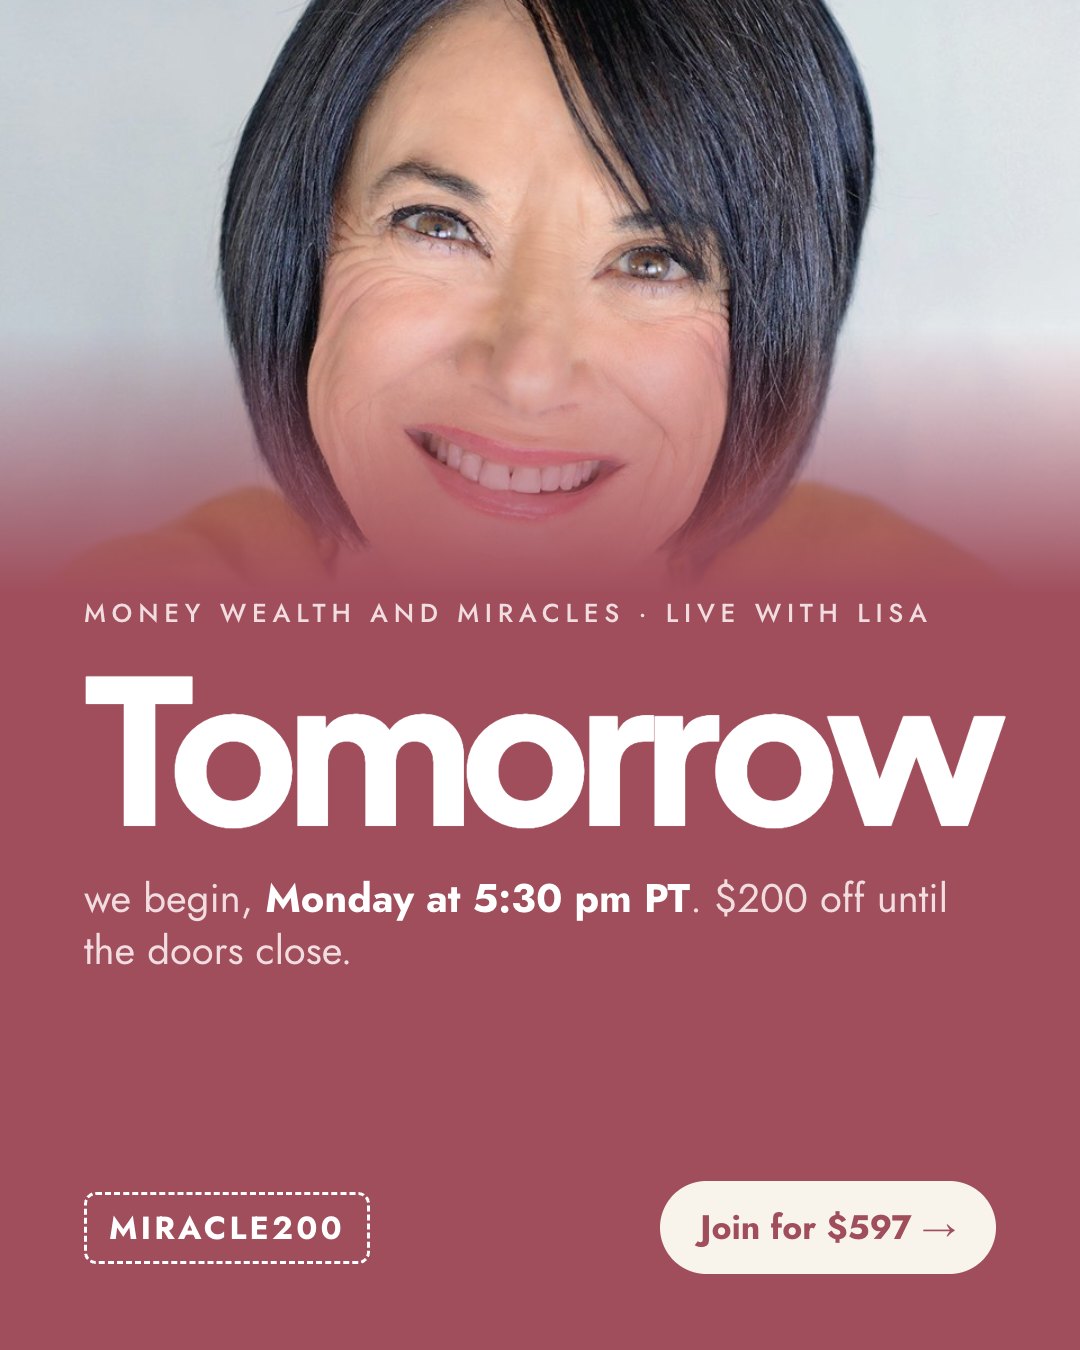 MONEY WEALTH AND MIRACLES · LIVE WITH LISA
Tomorrow
we begin, Monday at 5:30 pm PT. $200 off until
the doors close.
MIRACLE200
Join for $597 →